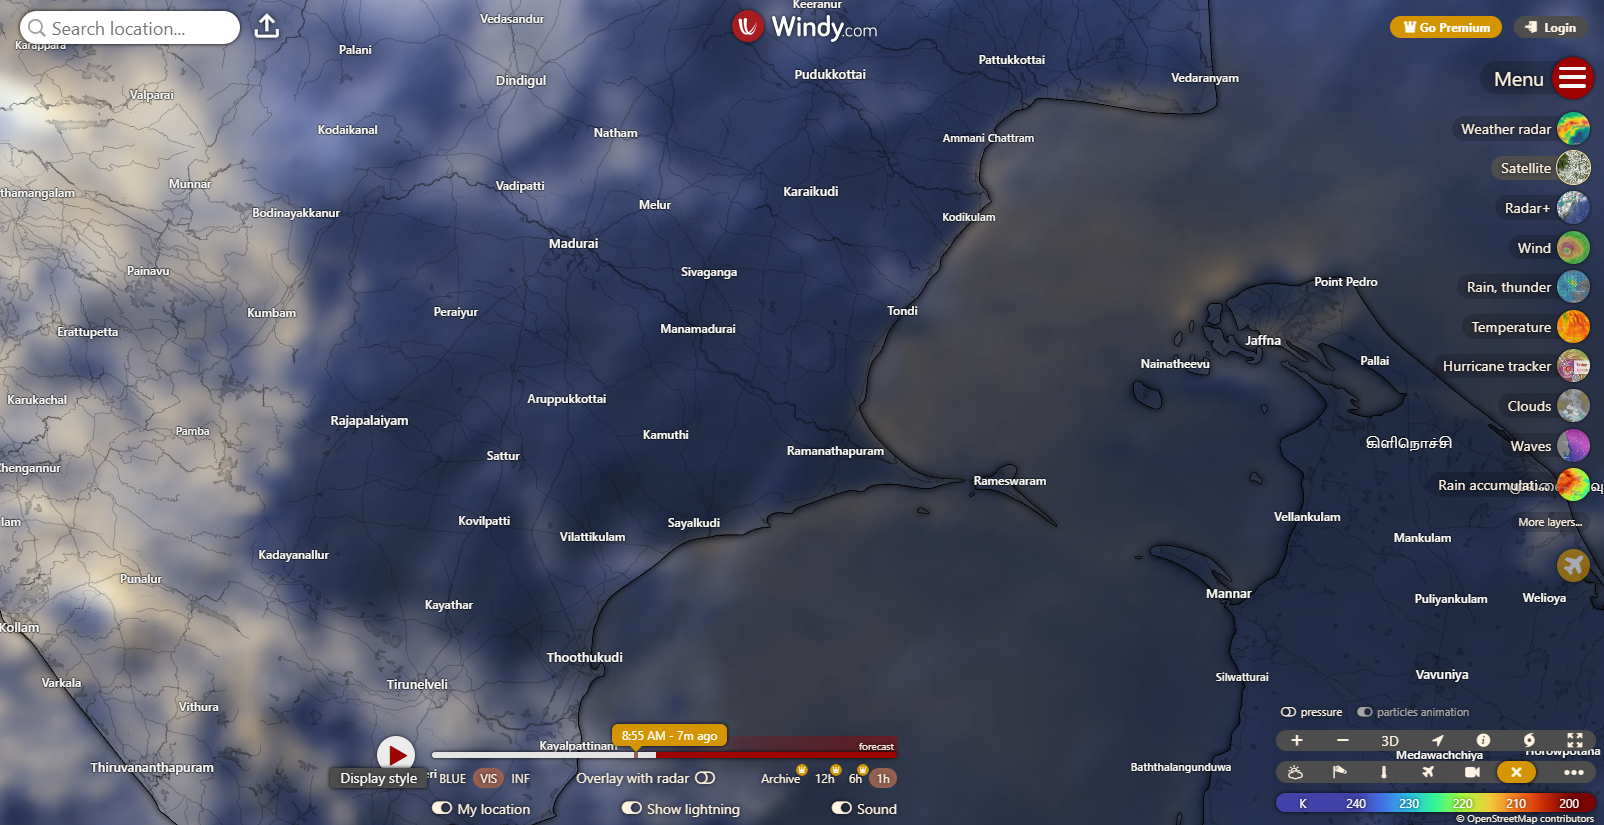 Search location...
Windy.com
Go Premium
Login
Menu
Weather radar
Satellite
Radar+
Wind
Rain, thunder
Temperature
Hurricane tracker
Clouds
Waves
Rain accumulati...
More layers...
Keeranur
Vedasandur
Karappara
Palani
Pattukkottai
Pudukkottai
Dindigul
Vedaranyam
Valparai
Kodaikanal
Natham
Ammani Chattram
Munnar
Vadipatti
Karaikudi
thamangalam
Melur
Bodinayakkanur
Kodikulam
Madurai
Painavu
Sivaganga
Point Pedro
Kumbam
Peraiyur
Tondi
Erattupetta
Manamadurai
Jaffna
Nainatheevu
Pallai
Karukachal
Aruppukkottai
Rajapalaiyam
Pamba
Kamuthi
கிளிநொச்சி
Sattur
Ramanathapuram
Chengannur
Rameswaram
lam
Kovilpatti
Sayalkudi
Vellankulam
Vilattikulam
Mankulam
Kadayanallur
Punalur
Mannar
Kayathar
Puliyankulam
Welioya
Kollam
Thoothukudi
Vavuniya
Silwatturai
Varkala
Tirunelveli
Vithura
Kayalpattinam
Medawachchiya
Horowpotana
Thiruvananthapuram
Baththalangunduwa
8:55 AM - 7m ago
forecast
Display style
eri
BLUE
VIS
INF
Overlay with radar
Archive
12h
6h
1h
My location
Show lightning
Sound
pressure
particles animation
3D
K 240 230 220 210 200
© OpenStreetMap contributors